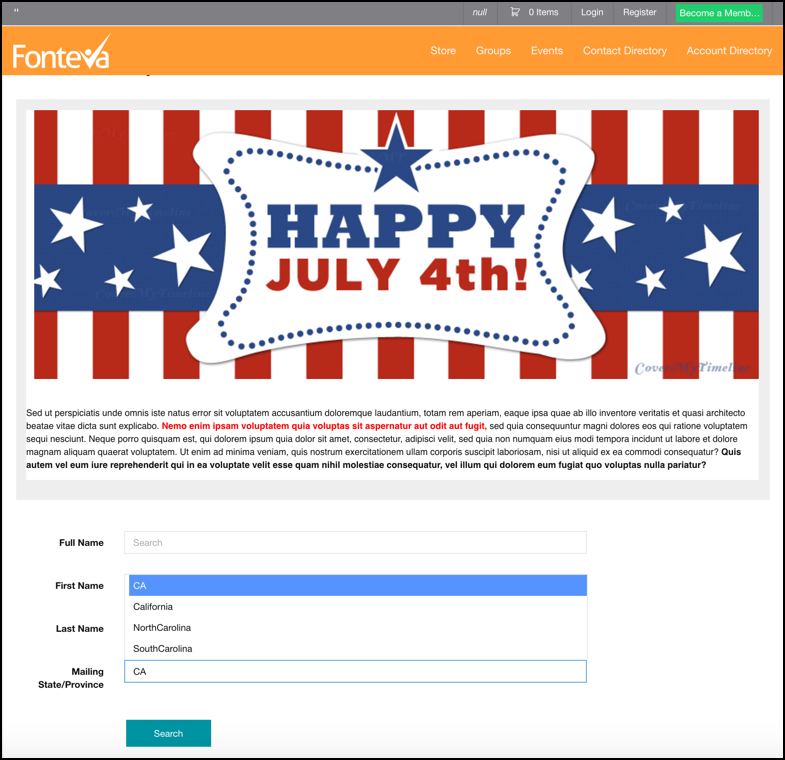 "
null
0 Items
Login
Register
Become a Memb...
Fonteva
Store
Groups
Events
Contact Directory
Account Directory
HAPPY
JULY 4th!
CoverMyTimeline
Sed ut perspiciatis unde omnis iste natus error sit voluptatem accusantium doloremque laudantium, totam rem aperiam, eaque ipsa quae ab illo inventore veritatis et quasi architecto
beatae vitae dicta sunt explicabo. Nemo enim ipsam voluptatem quia voluptas sit aspernatur aut odit aut fugit, sed quia consequuntur magni dolores eos qui ratione voluptatem
sequi nesciunt. Neque porro quisquam est, qui dolorem ipsum quia dolor sit amet, consectetur, adipisci velit, sed quia non numquam eius modi tempora incidunt ut labore et dolore
magnam aliquam quaerat voluptatem. Ut enim ad minima veniam, quis nostrum exercitationem ullam corporis suscipit laboriosam, nisi ut aliquid ex ea commodi consequatur? Quis
autem vel eum iure reprehenderit qui in ea voluptate velit esse quam nihil molestiae consequatur, vel illum qui dolorem eum fugiat quo voluptas nulla pariatur?
Full Name
Search
First Name
CA
California
NorthCarolina
Last Name
SouthCarolina
Mailing
State/Province
CA
Search